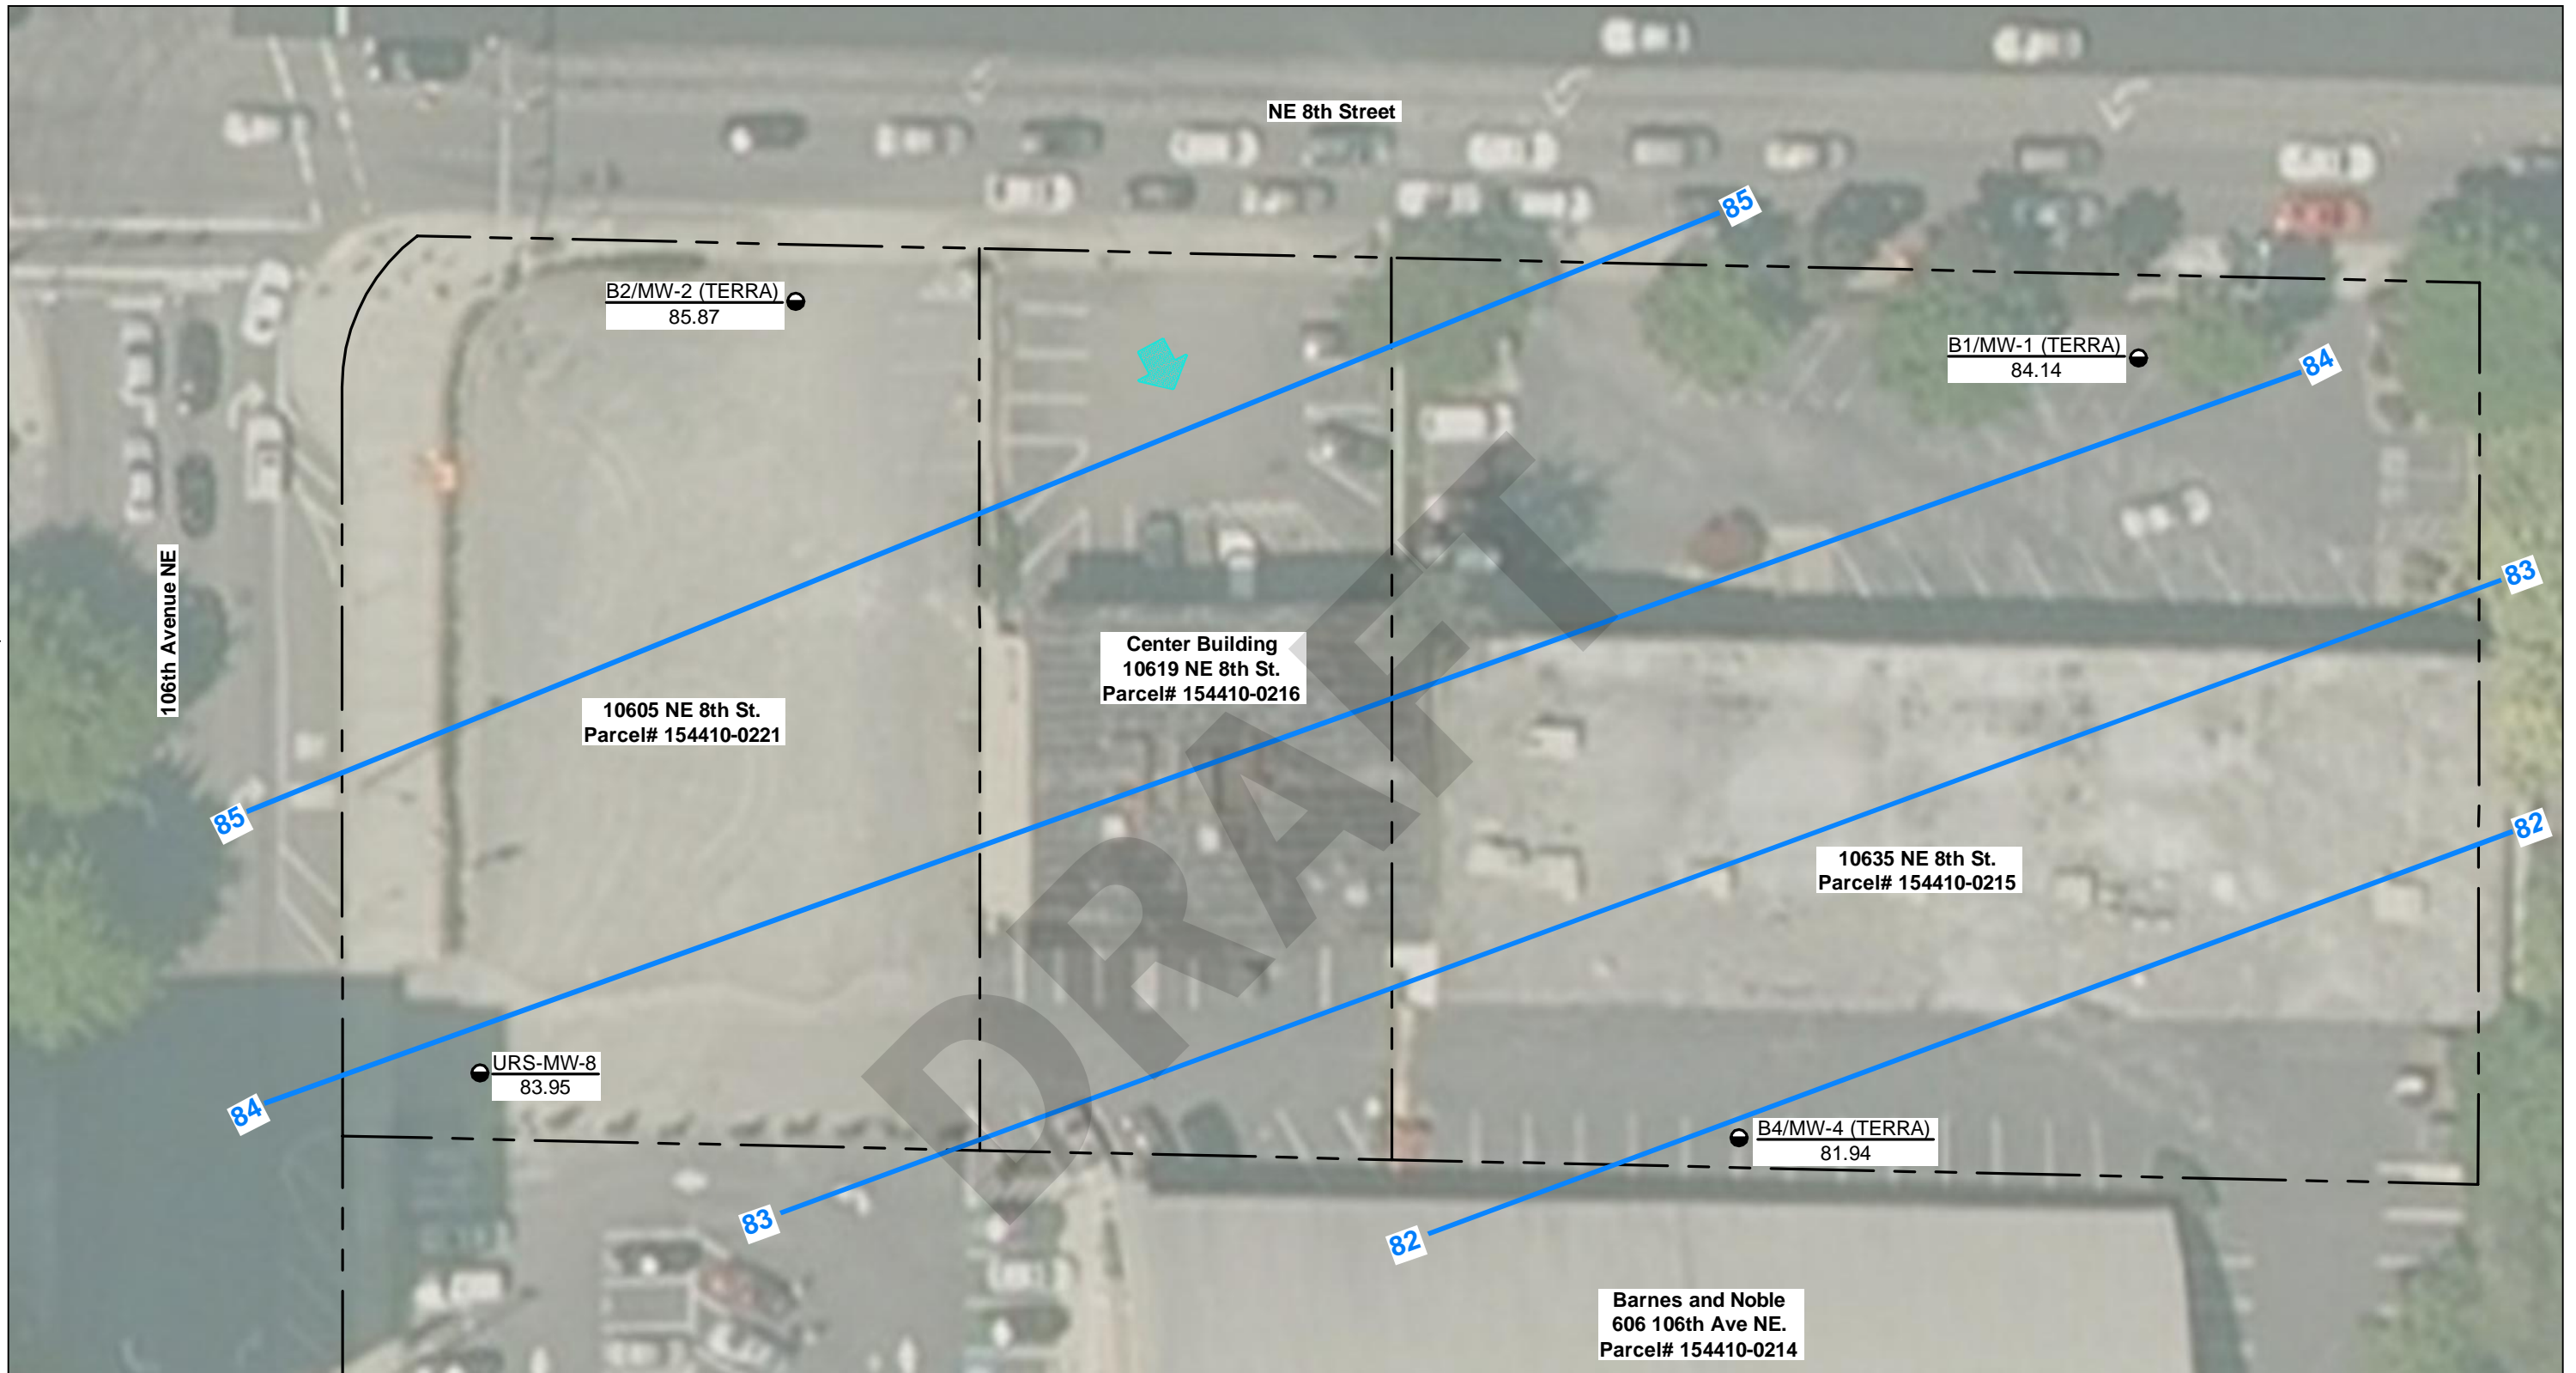 NE 8th Street
85
B2/MW-2 (TERRA)
85.87
B1/MW-1 (TERRA)
84.14
84
106th Avenue NE
83
Center Building
10619 NE 8th St.
Parcel# 154410-0216
10605 NE 8th St.
Parcel# 154410-0221
85
82
10635 NE 8th St.
Parcel# 154410-0215
DRAFT
URS-MW-8
83.95
84
B4/MW-4 (TERRA)
81.94
83
82
Barnes and Noble
606 106th Ave NE.
Parcel# 154410-0214